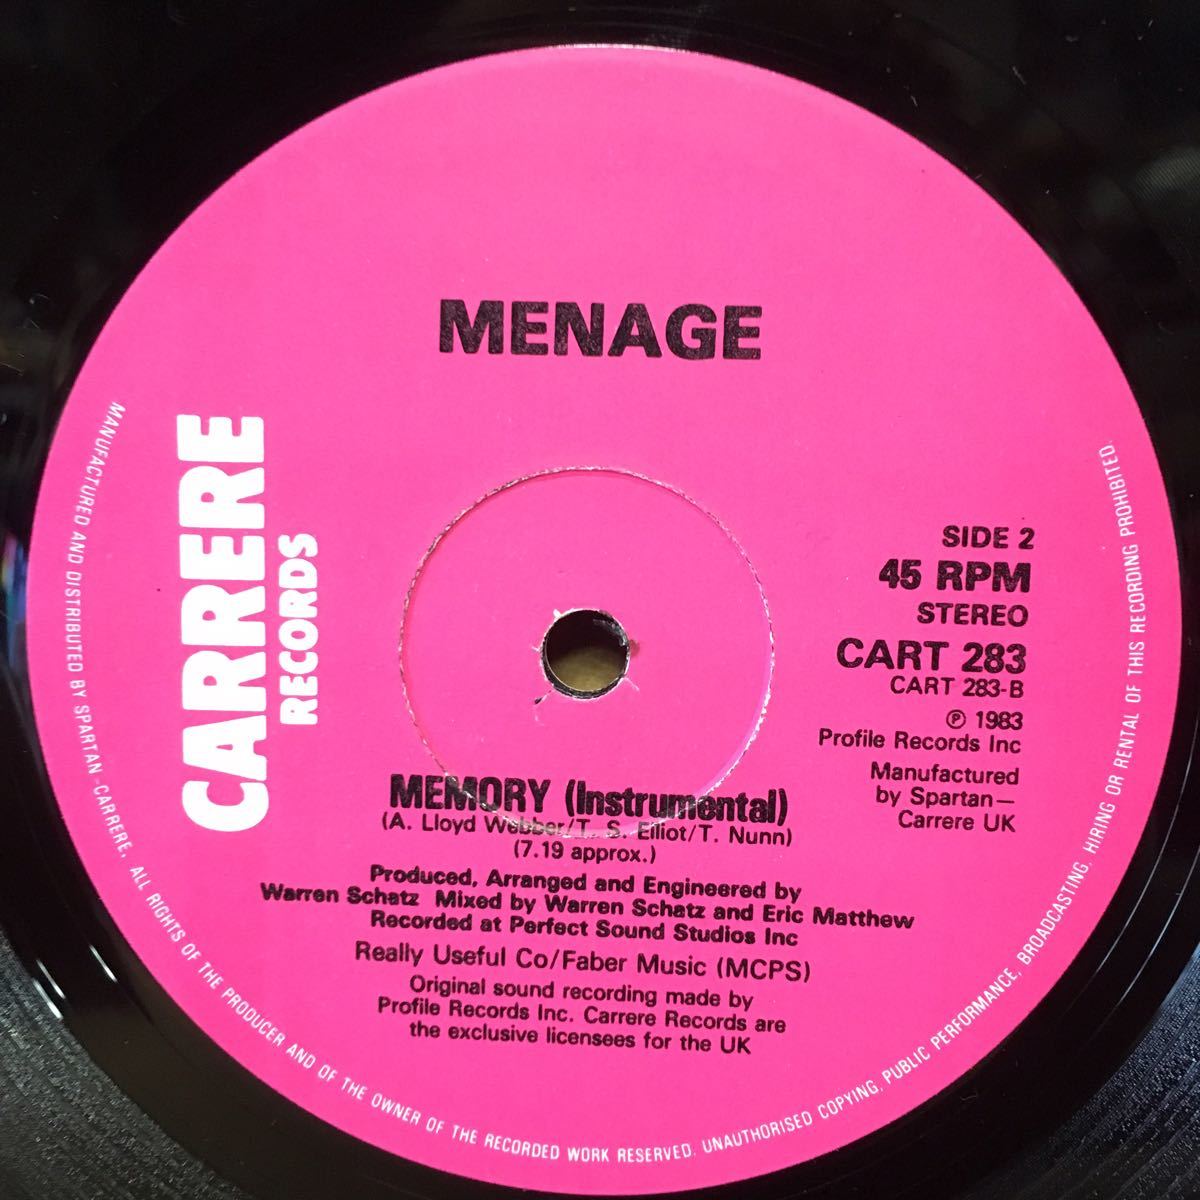 MENAGE
CARRERE
RECORDS
SIDE 2
45 RPM
STEREO
CART 283
CART 283-B
℗ 1983
Profile Records Inc
Manufactured
by Spartan—
Carrere UK
MEMORY (Instrumental)
(A. Lloyd Webber/T. S. Elliot/T. Nunn)
(7.19 approx.)
Produced, Arranged and Engineered by
Warren Schatz Mixed by Warren Schatz and Eric Matthew
Recorded at Perfect Sound Studios Inc
Really Useful Co/Faber Music (MCPS)
Original sound recording made by
Profile Records Inc. Carrere Records are
the exclusive licensees for the UK
MANUFACTURED AND DISTRIBUTED BY SPARTAN-CARRERE. ALL RIGHTS OF THE PRODUCER AND OF THE OWNER OF THE RECORDED WORK RESERVED. UNAUTHORISED COPYING, PUBLIC PERFORMANCE, BROADCASTING, HIRING OR RENTAL OF THIS RECORDING PROHIBITED.